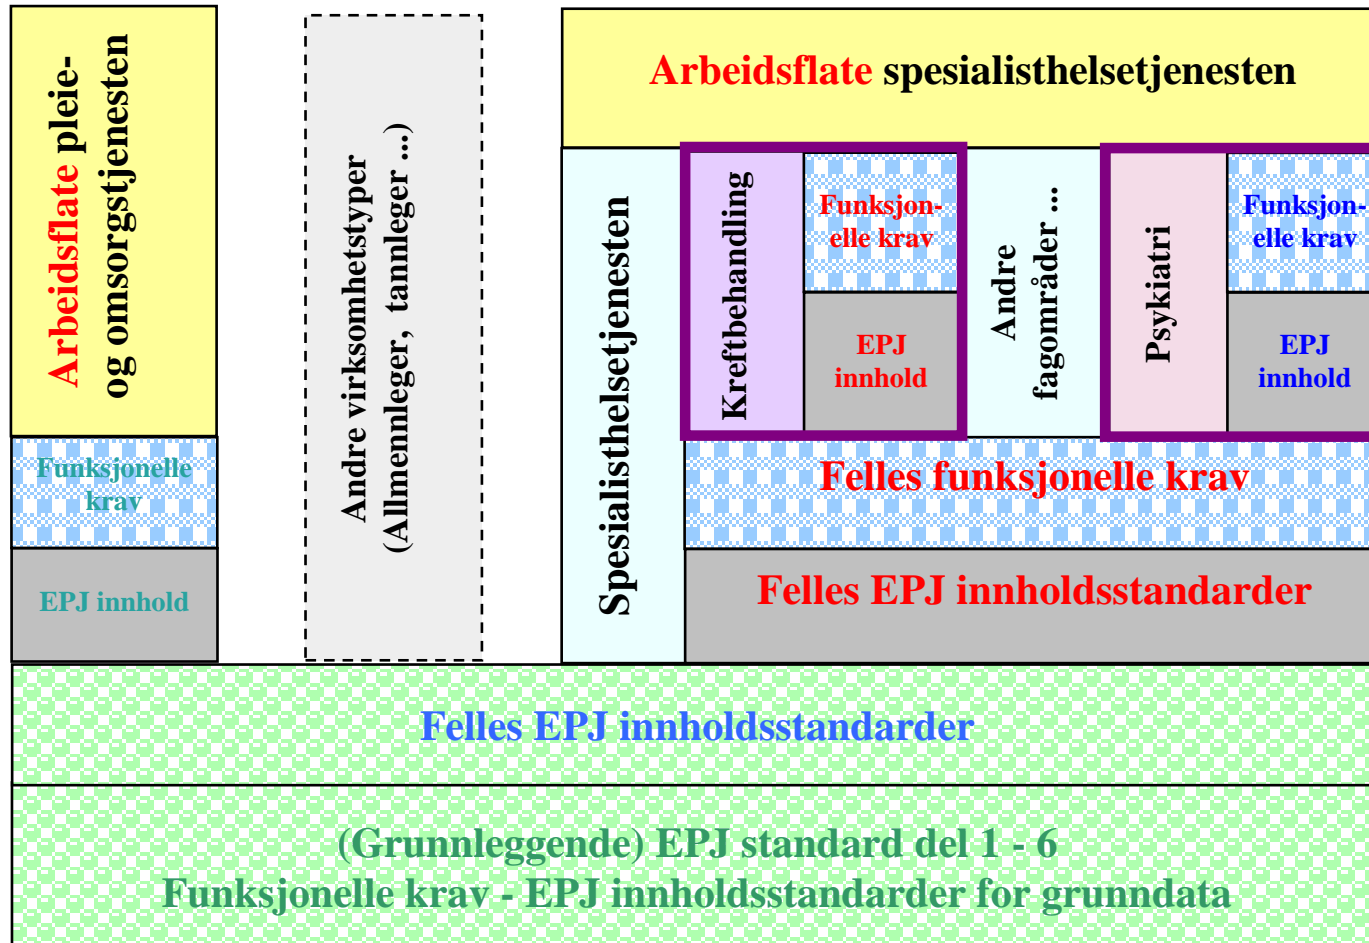 Arbeidsflate pleie-
og omsorgstjenesten
Funksjonelle
krav
EPJ innhold
Andre virksomhetstyper
(Allmennleger, tannleger ...)
Arbeidsflate spesialisthelsetjenesten
Spesialisthelsetjenesten
Kreftbehandling
Funksjon-
elle krav
EPJ
innhold
Andre
fagområder ...
Psykiatri
Funksjon-
elle krav
EPJ
innhold
Felles funksjonelle krav
Felles EPJ innholdsstandarder
Felles EPJ innholdsstandarder
(Grunnleggende) EPJ standard del 1 - 6
Funksjonelle krav - EPJ innholdsstandarder for grunndata